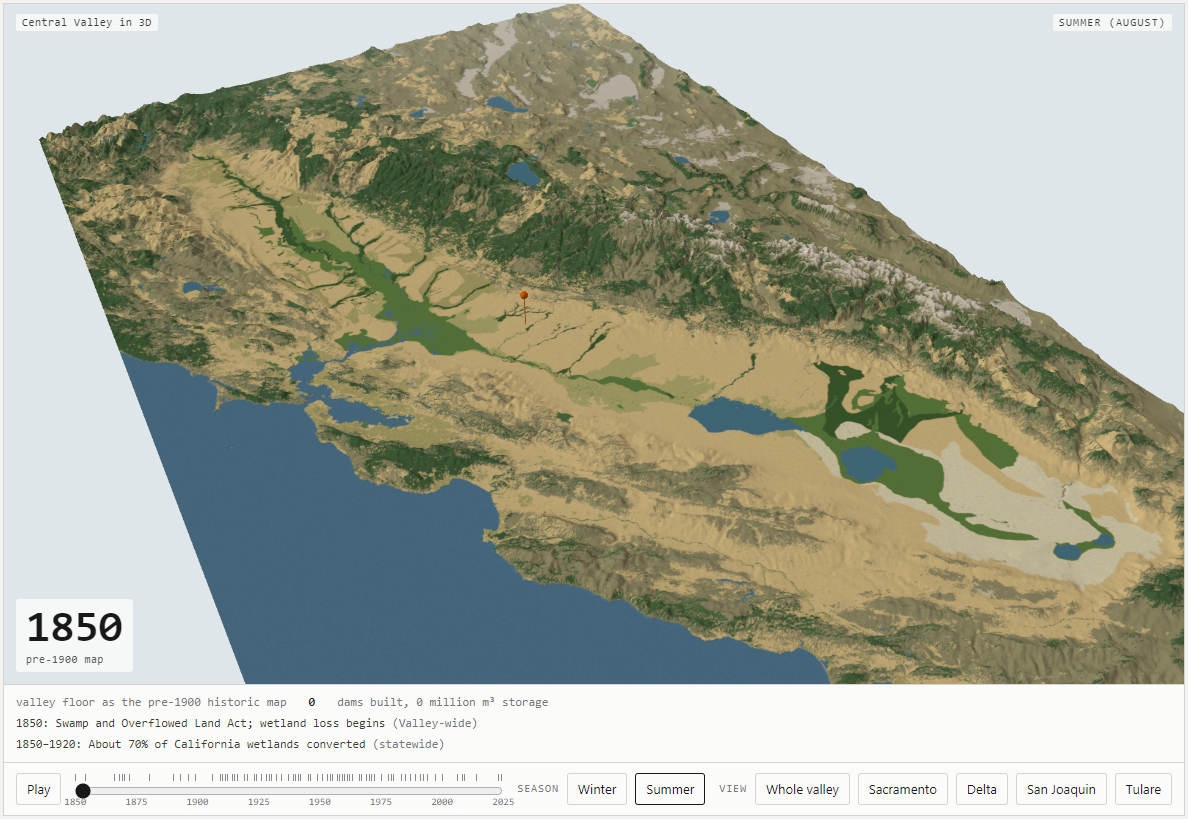 Central Valley in 3D
SUMMER (AUGUST)
1850
pre-1900 map
valley floor as the pre-1900 historic map 0 dams built, 0 million m³ storage
1850: Swamp and Overflowed Land Act; wetland loss begins (Valley-wide)
1850–1920: About 70% of California wetlands converted (statewide)
Play
1850 1875 1900 1925 1950 1975 2000 2025
SEASON Winter Summer VIEW Whole valley Sacramento Delta San Joaquin Tulare